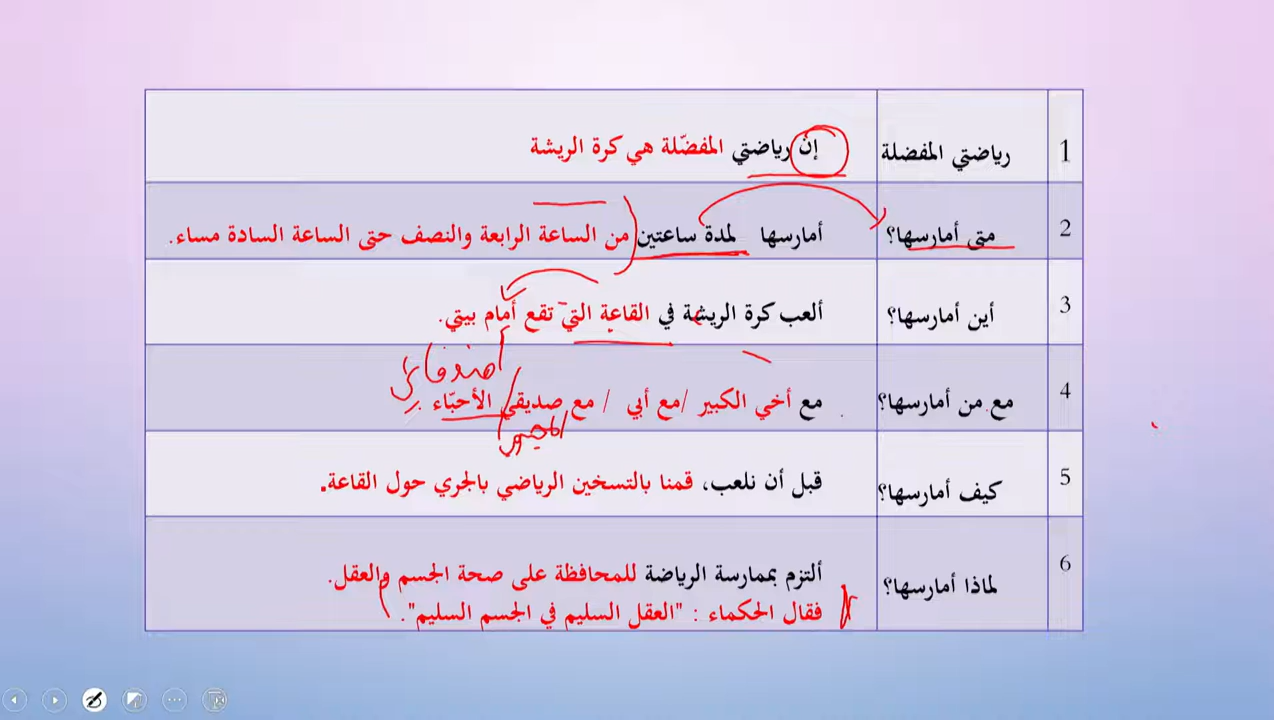 1 رياضتي المفضلة إن رياضتي المفضّلة هي كرة الريشة
2 متى أمارسها؟ أمارسها لمدة ساعتين من الساعة الرابعة والنصف حتى الساعة السادة مساء.
3 أين أمارسها؟ ألعب كرة الريشة في القاعة التي تقع أمام بيتي.
أصدقائي
4 مع من أمارسها؟ مع أخي الكبير /مع أبي / مع صديقي الأحبّاء .
5 كيف أمارسها؟ قبل أن نلعب، قمنا بالتسخين الرياضي بالجري حول القاعة.
6 لماذا أمارسها؟ ألتزم بممارسة الرياضة للمحافظة على صحة الجسم والعقل.
فقال الحكماء : "العقل السليم في الجسم السليم".